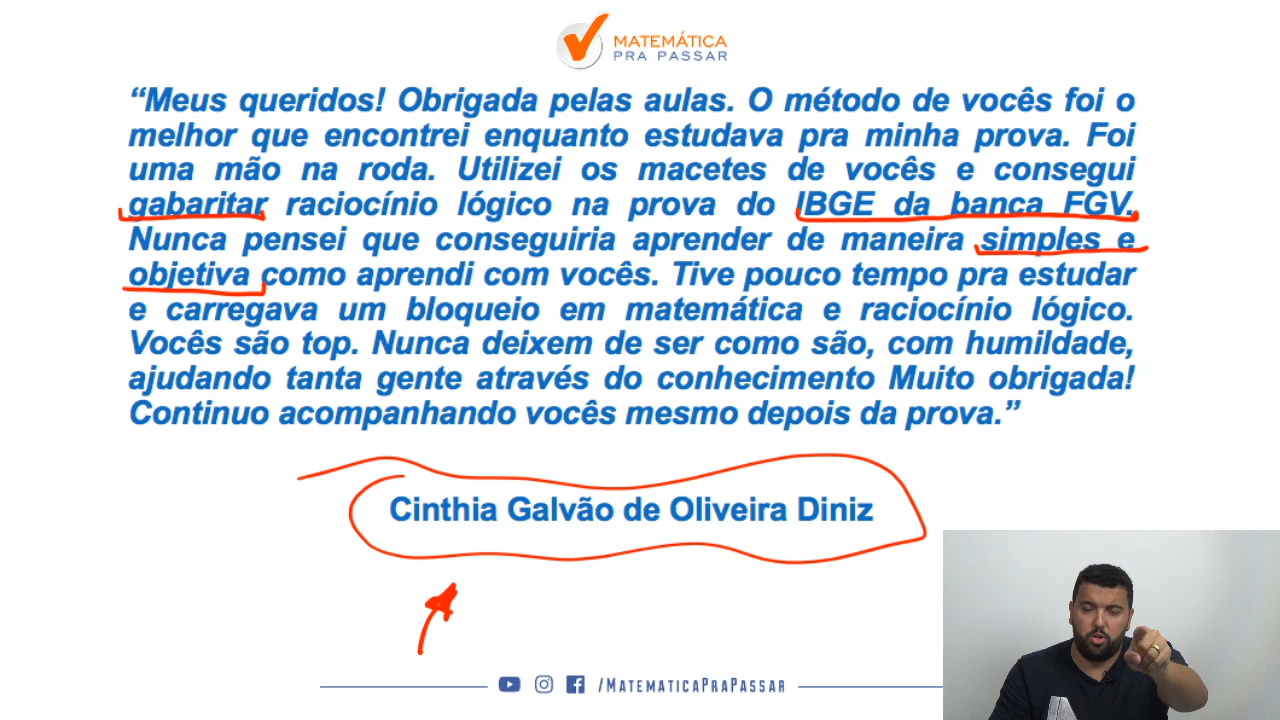 MATEMÁTICA
PRA PASSAR
“Meus queridos! Obrigada pelas aulas. O método de vocês foi o
melhor que encontrei enquanto estudava pra minha prova. Foi
uma mão na roda. Utilizei os macetes de vocês e consegui
gabaritar raciocínio lógico na prova do IBGE da banca FGV.
Nunca pensei que conseguiria aprender de maneira simples e
objetiva como aprendi com vocês. Tive pouco tempo pra estudar
e carregava um bloqueio em matemática e raciocínio lógico.
Vocês são top. Nunca deixem de ser como são, com humildade,
ajudando tanta gente através do conhecimento Muito obrigada!
Continuo acompanhando vocês mesmo depois da prova.”
Cinthia Galvão de Oliveira Diniz
/MATEMATICAPRAPASSAR